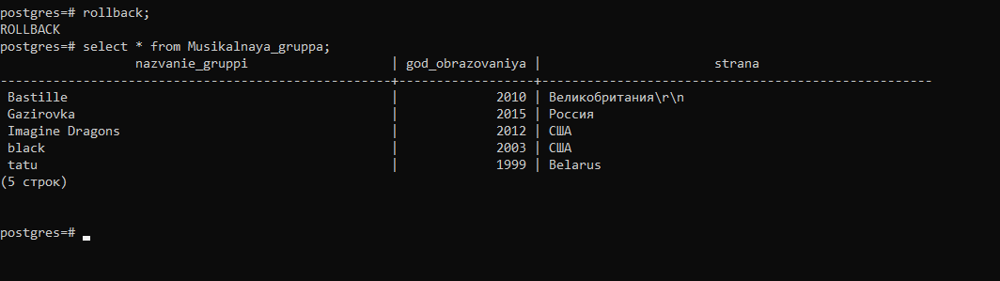 postgres=# rollback;
ROLLBACK
postgres=# select * from Musikalnaya_gruppa;
nazvanie_gruppi | god_obrazovaniya | strana
----------------------------------------------------+------------------+----------------------------------------------------
Bastille | 2010 | Великобритания\r\n
Gazirovka | 2015 | Россия
Imagine Dragons | 2012 | США
black | 2003 | США
tatu | 1999 | Belarus
(5 строк)
postgres=#